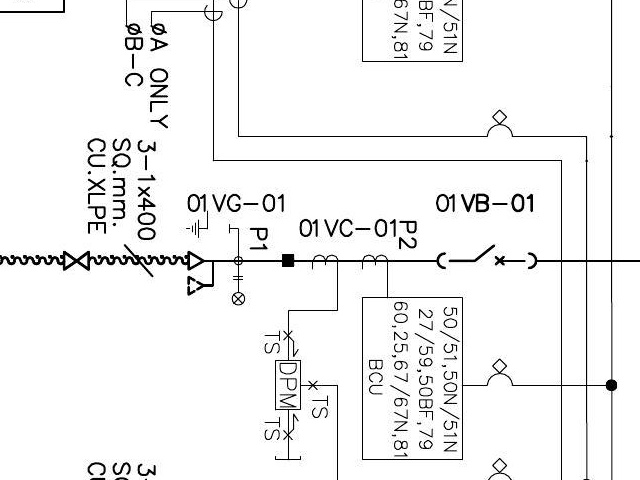 N/51N
BF,79
67N,81
ØA ONLY
ØB-C
3-1x400
SQ.mm.
CU.XLPE
01VG-01
P1
01VC-01
P2
01VB-01
50/51,50N/51N
27/59,50BF,79
60,25,67/67N,81
BCU
TS
DPM
TS
TS
3-
SQ
CU